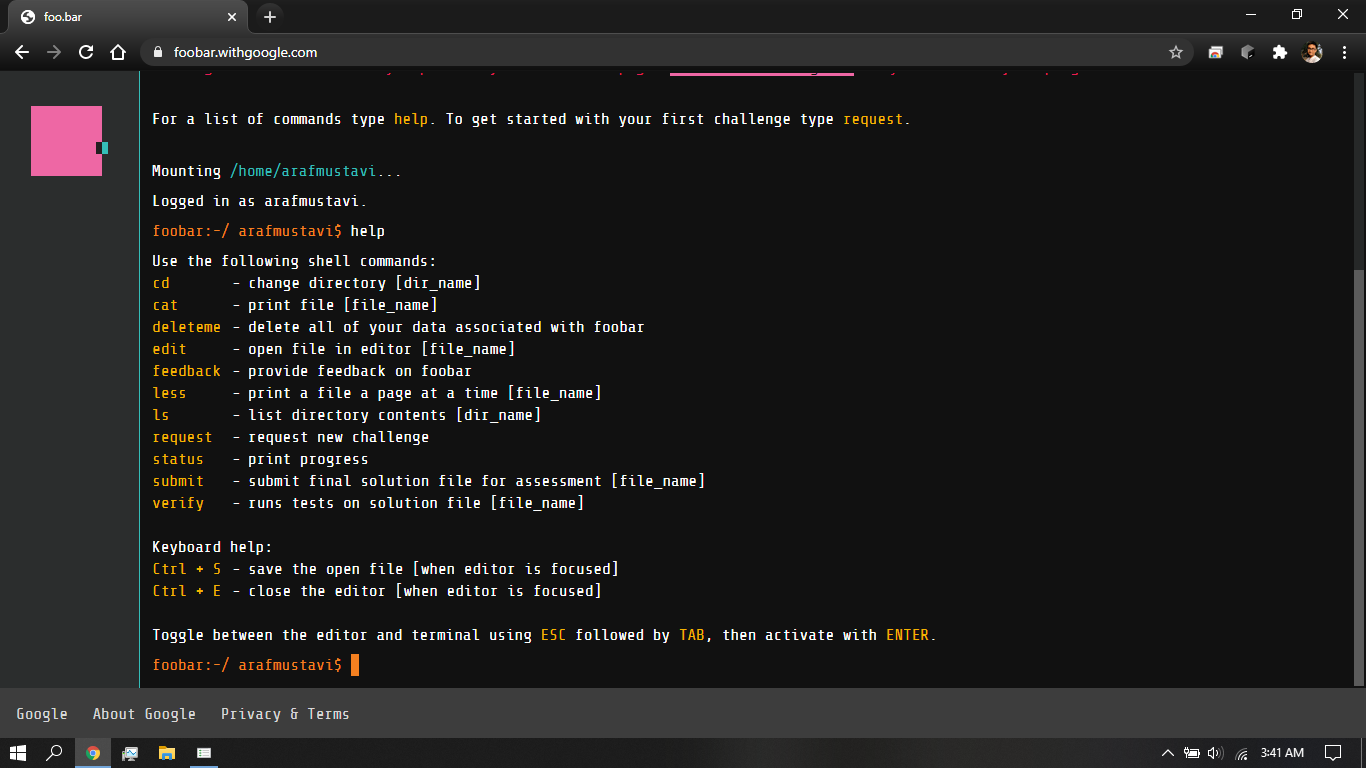 foo.bar
foobar.withgoogle.com
For a list of commands type help. To get started with your first challenge type request.
Mounting /home/arafmustavi...
Logged in as arafmustavi.
foobar:~/ arafmustavi$ help
Use the following shell commands:
cd - change directory [dir_name]
cat - print file [file_name]
deleteme - delete all of your data associated with foobar
edit - open file in editor [file_name]
feedback - provide feedback on foobar
less - print a file a page at a time [file_name]
ls - list directory contents [dir_name]
request - request new challenge
status - print progress
submit - submit final solution file for assessment [file_name]
verify - runs tests on solution file [file_name]
Keyboard help:
Ctrl + S - save the open file [when editor is focused]
Ctrl + E - close the editor [when editor is focused]
Toggle between the editor and terminal using ESC followed by TAB, then activate with ENTER.
foobar:~/ arafmustavi$
Google About Google Privacy & Terms
3:41 AM